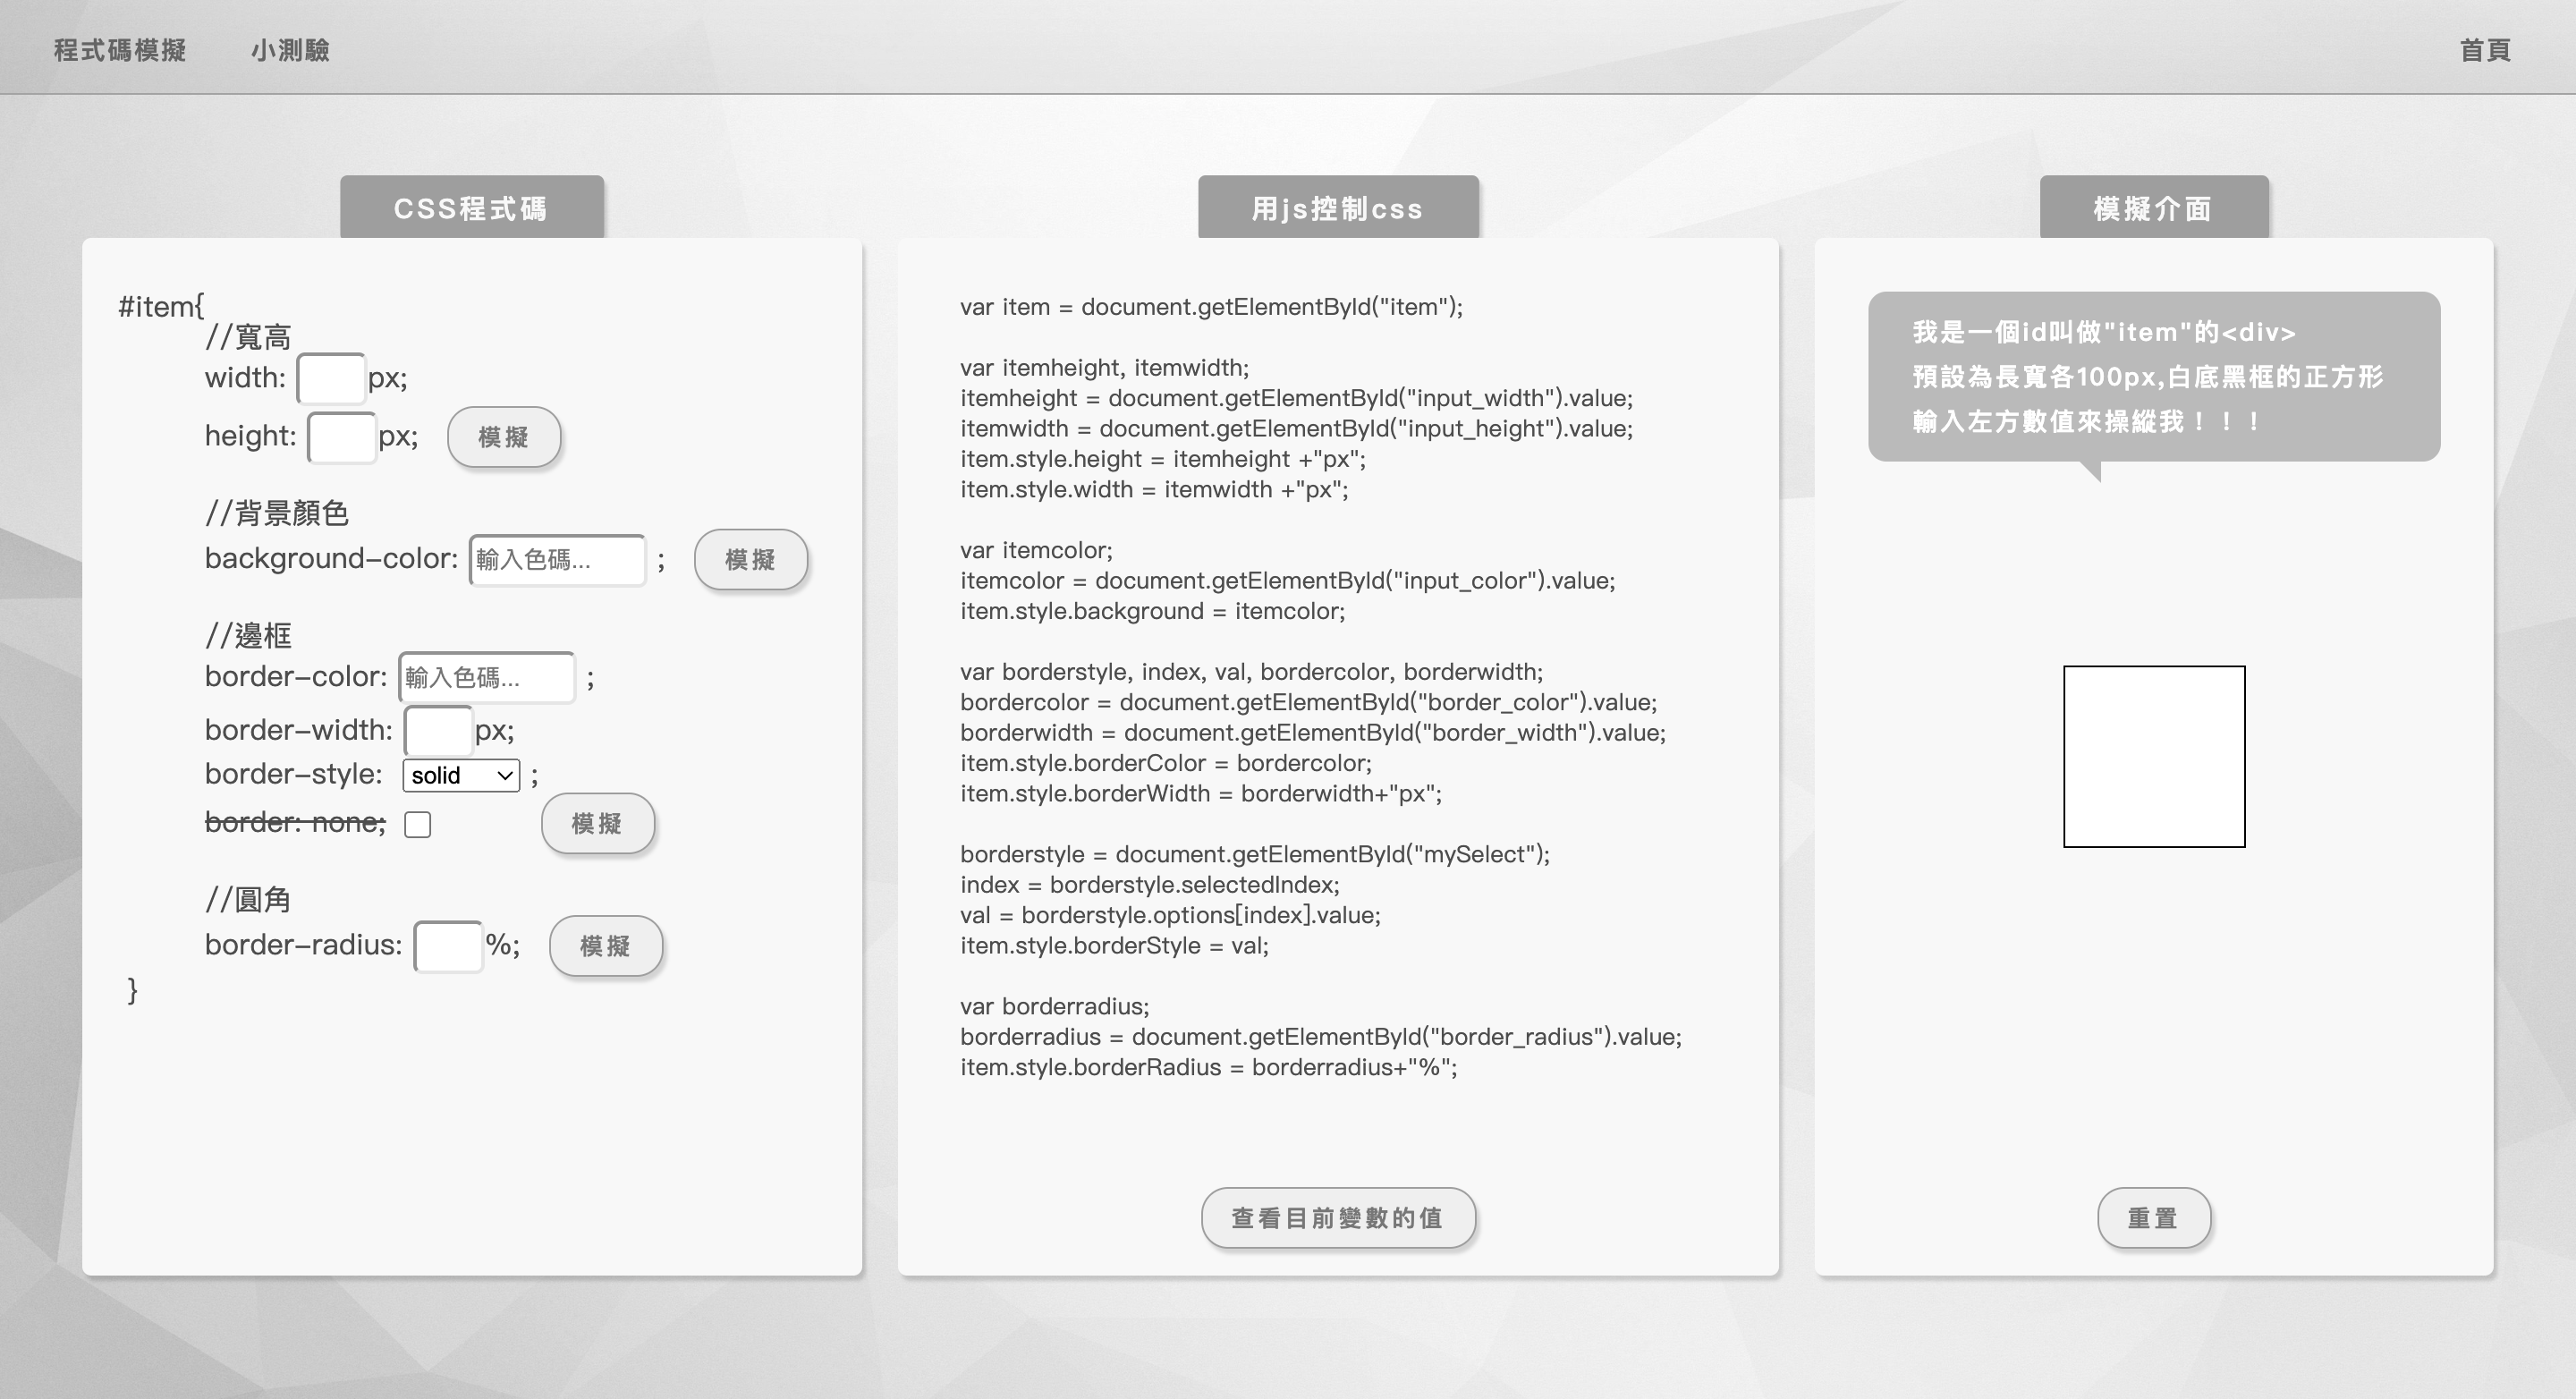 程式碼模擬 小測驗 首頁
CSS程式碼
#item{
//寬高
width: px;
height: px; 模擬
//背景顏色
background-color: 輸入色碼... ; 模擬
//邊框
border-color: 輸入色碼... ;
border-width: px;
border-style: solid ;
border: none; 模擬
//圓角
border-radius: %; 模擬
}
用js控制css
var item = document.getElementById("item");
var itemheight, itemwidth;
itemheight = document.getElementById("input_width").value;
itemwidth = document.getElementById("input_height").value;
item.style.height = itemheight +"px";
item.style.width = itemwidth +"px";
var itemcolor;
itemcolor = document.getElementById("input_color").value;
item.style.background = itemcolor;
var borderstyle, index, val, bordercolor, borderwidth;
bordercolor = document.getElementById("border_color").value;
borderwidth = document.getElementById("border_width").value;
item.style.borderColor = bordercolor;
item.style.borderWidth = borderwidth+"px";
borderstyle = document.getElementById("mySelect");
index = borderstyle.selectedIndex;
val = borderstyle.options[index].value;
item.style.borderStyle = val;
var borderradius;
borderradius = document.getElementById("border_radius").value;
item.style.borderRadius = borderradius+"%";
查看目前變數的值
模擬介面
我是一個id叫做"item"的<div>
預設為長寬各100px,白底黑框的正方形
輸入左方數值來操縱我！！！
重置